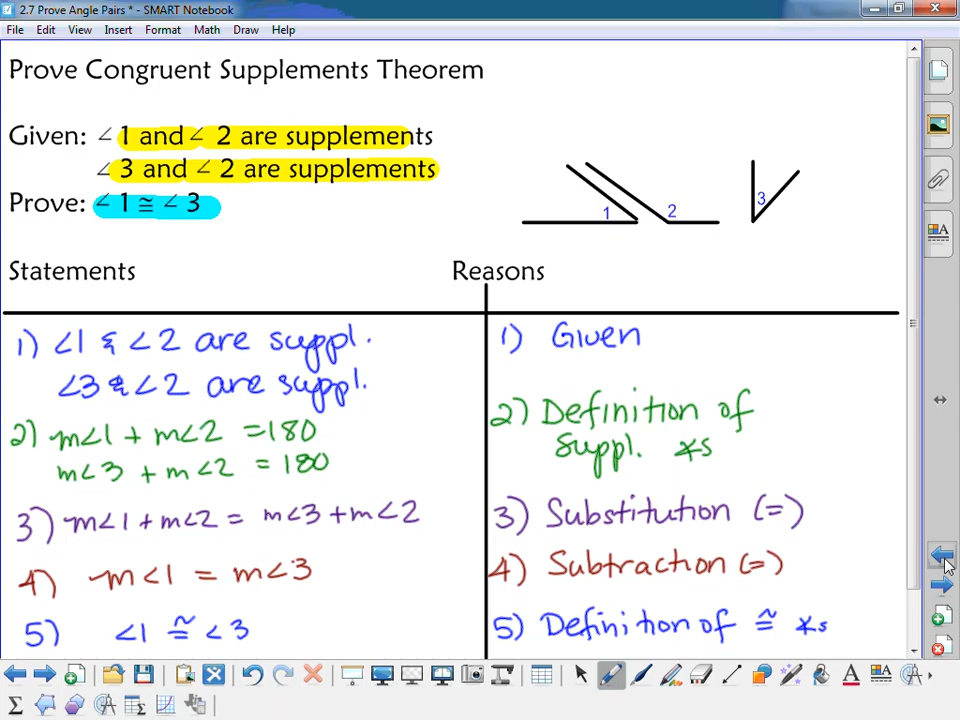 2.7 Prove Angle Pairs * - SMART Notebook
File Edit View Insert Format Math Draw Help
Prove Congruent Supplements Theorem
Given: ∠ 1 and ∠ 2 are supplements
∠ 3 and ∠ 2 are supplements
Prove: ∠ 1 ≅ ∠ 3
1 2 3
Statements Reasons
1) ∠1 & ∠2 are suppl.
∠3 & ∠2 are suppl.
1) Given
2) m∠1 + m∠2 = 180
m∠3 + m∠2 = 180
2) Definition of
suppl. ∡s
3) m∠1 + m∠2 = m∠3 + m∠2
3) Substitution (=)
4) m∠1 = m∠3
4) Subtraction (=)
5) ∠1 ≅ ∠3
5) Definition of ≅ ∡s